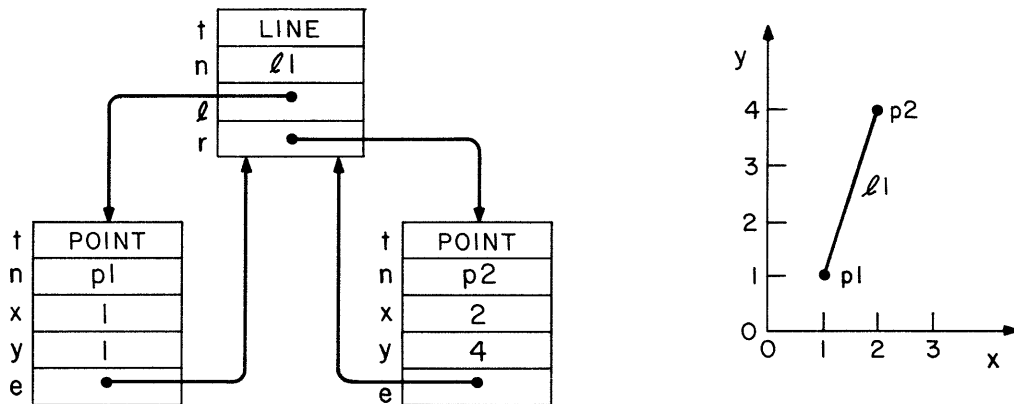 t LINE
n ℓ1
ℓ
r
t POINT
n p1
x 1
y 1
e
t POINT
n p2
x 2
y 4
e
y
4 p2
3
ℓ1
2
1 p1
0
0 1 2 3
x